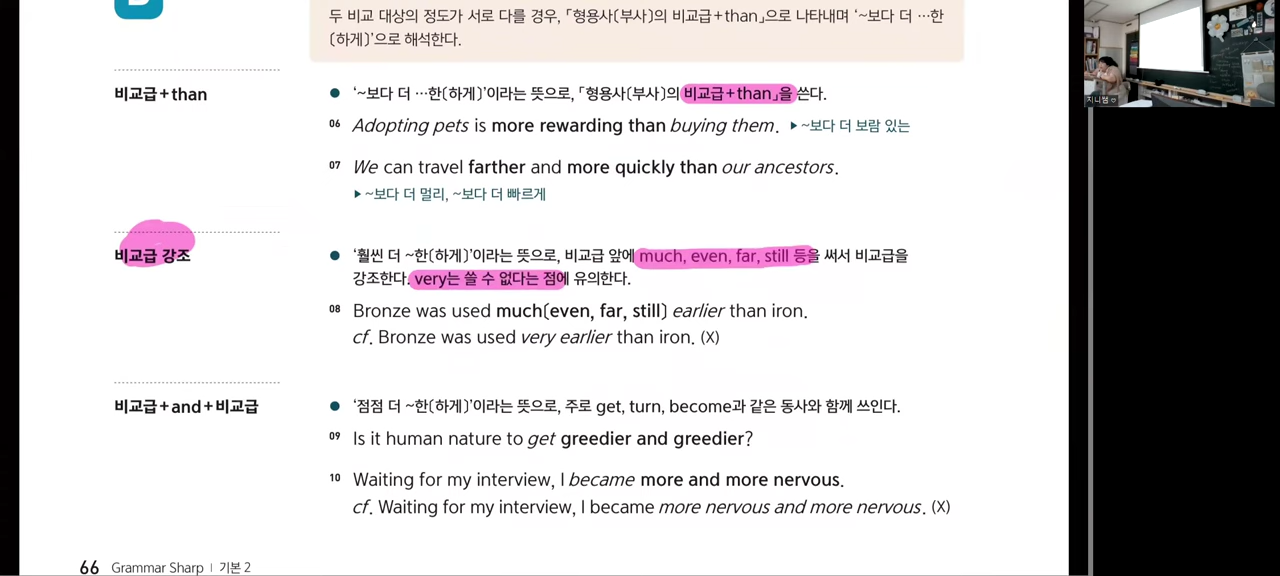 두 비교 대상의 정도가 서로 다를 경우, 「형용사〔부사〕의 비교급+than」으로 나타내며 ‘~보다 더 …한
〔하게〕’으로 해석한다.
비교급+than
● ‘~보다 더 …한〔하게〕’이라는 뜻으로, 「형용사〔부사〕의 비교급+than」을 쓴다.
06 Adopting pets is more rewarding than buying them. ▶ ~보다 더 보람 있는
07 We can travel farther and more quickly than our ancestors.
▶ ~보다 더 멀리, ~보다 더 빠르게
비교급 강조
● ‘훨씬 더 ~한〔하게〕’이라는 뜻으로, 비교급 앞에 much, even, far, still 등을 써서 비교급을
강조한다. very는 쓸 수 없다는 점에 유의한다.
08 Bronze was used much〔even, far, still〕 earlier than iron.
cf. Bronze was used very earlier than iron. (X)
비교급+and+비교급
● ‘점점 더 ~한〔하게〕’이라는 뜻으로, 주로 get, turn, become과 같은 동사와 함께 쓰인다.
09 Is it human nature to get greedier and greedier?
10 Waiting for my interview, I became more and more nervous.
cf. Waiting for my interview, I became more nervous and more nervous. (X)
66 Grammar Sharp | 기본 2
지니쌤